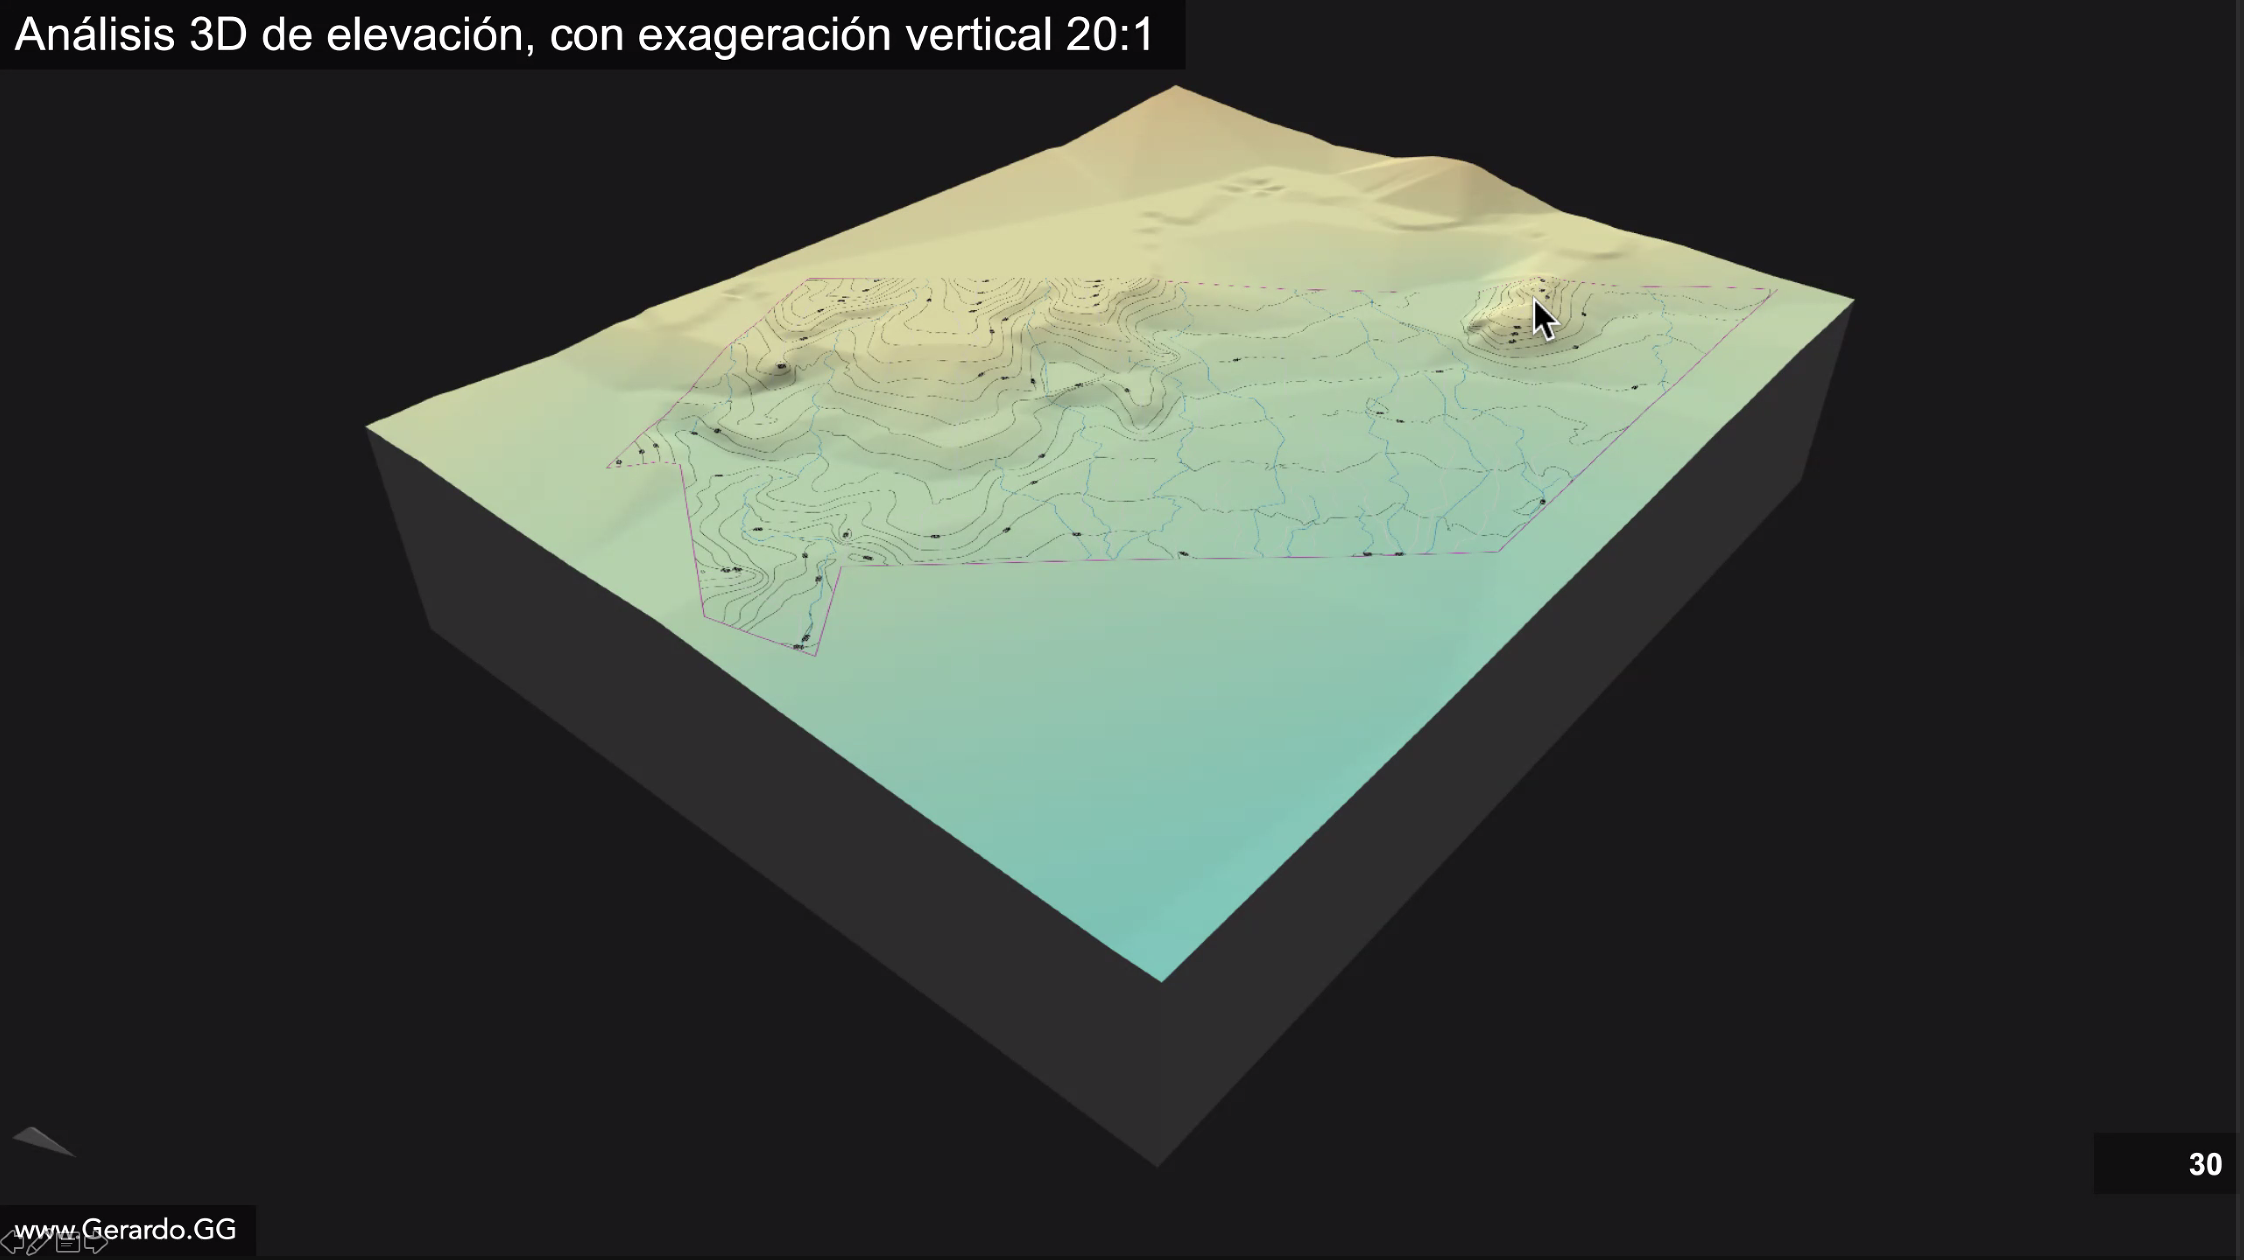 Análisis 3D de elevación, con exageración vertical 20:1
30
www.Gerardo.GG